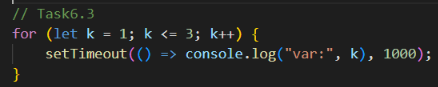 // Task6.3
for (let k = 1; k <= 3; k++) {
    setTimeout(() => console.log("var:", k), 1000);
}